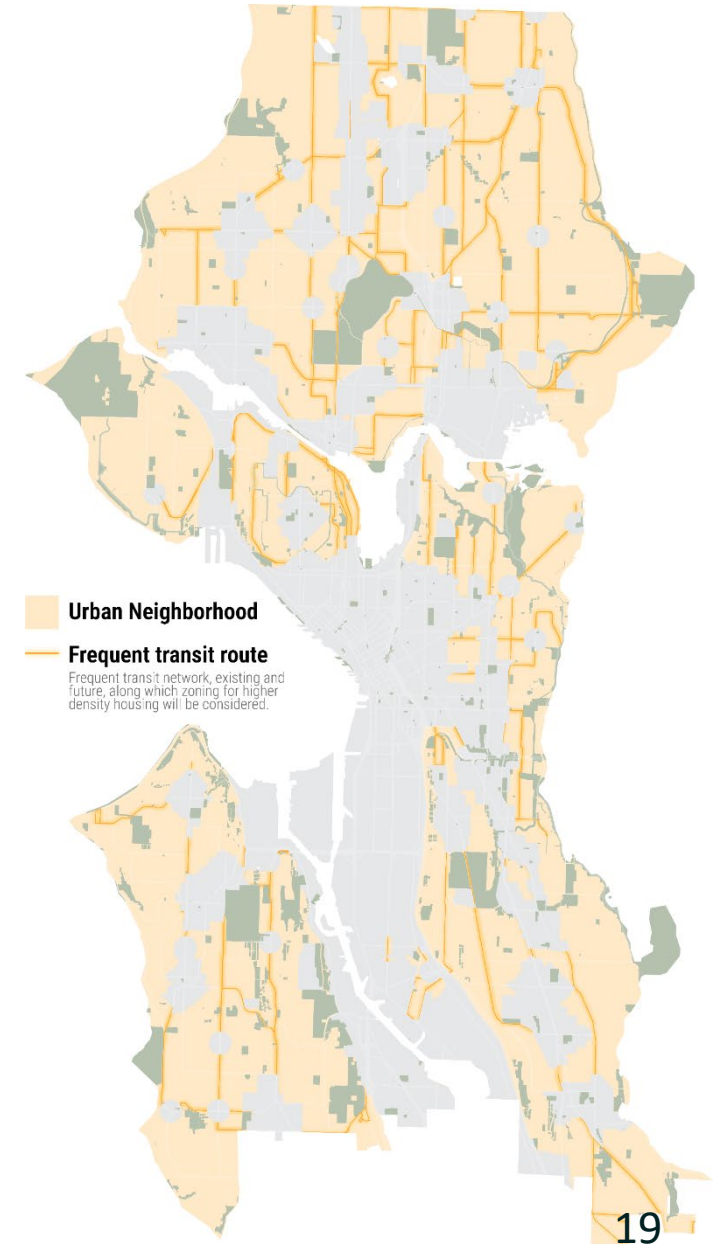 Urban Neighborhood
Frequent transit route
Frequent transit network, existing and
future, along which zoning for higher
density housing will be considered.
19